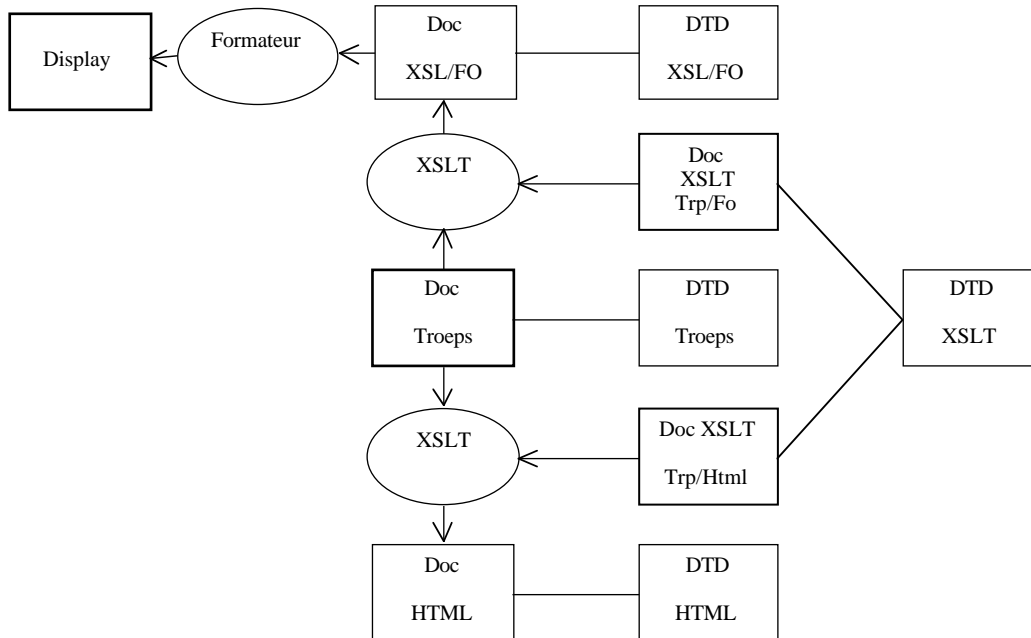 Display
Formateur
Doc
XSL/FO
DTD
XSL/FO
XSLT
Doc
XSLT
Trp/Fo
Doc
Troeps
DTD
Troeps
DTD
XSLT
XSLT
Doc XSLT
Trp/Html
Doc
HTML
DTD
HTML